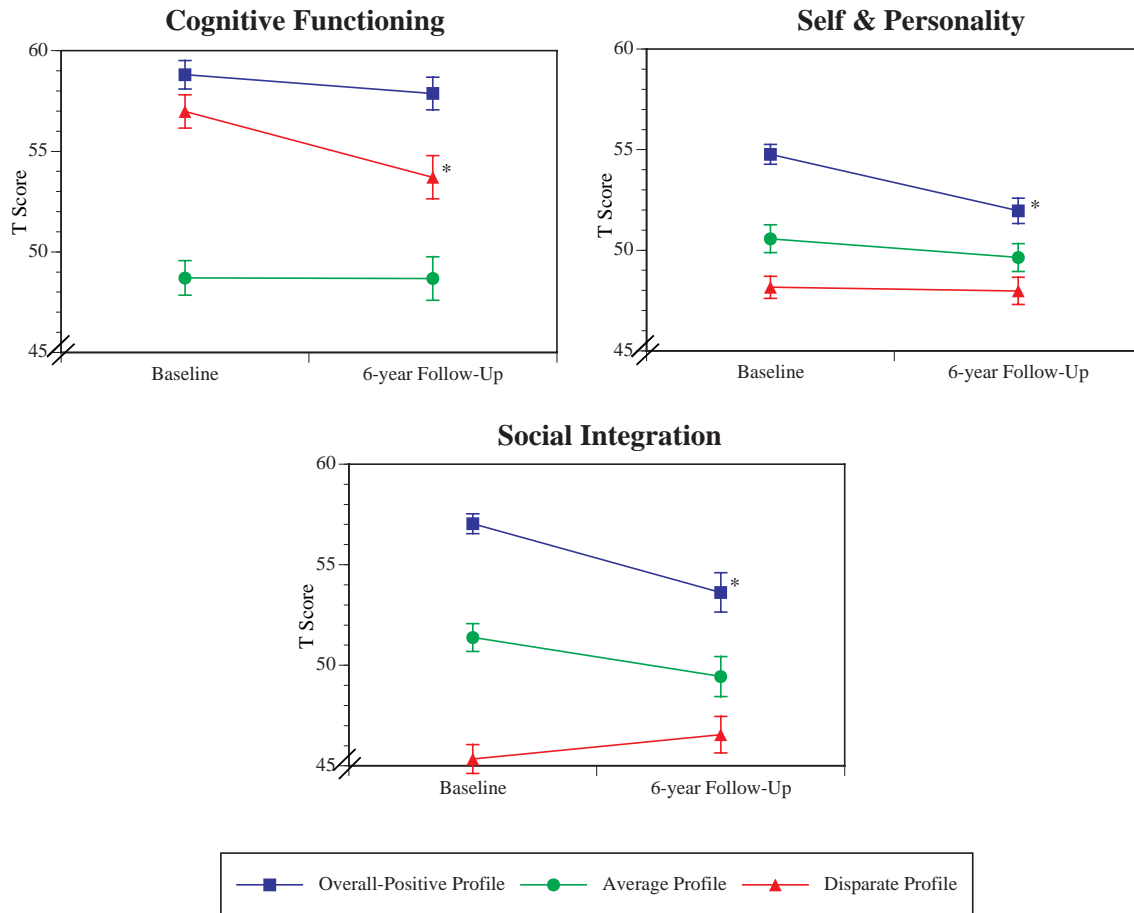 Cognitive Functioning
60
55
50
45
T Score
*
Baseline
6-year Follow-Up
Self & Personality
60
55
50
45
T Score
*
Baseline
6-year Follow-Up
Social Integration
60
55
50
45
T Score
*
Baseline
6-year Follow-Up
Overall-Positive Profile
Average Profile
Disparate Profile